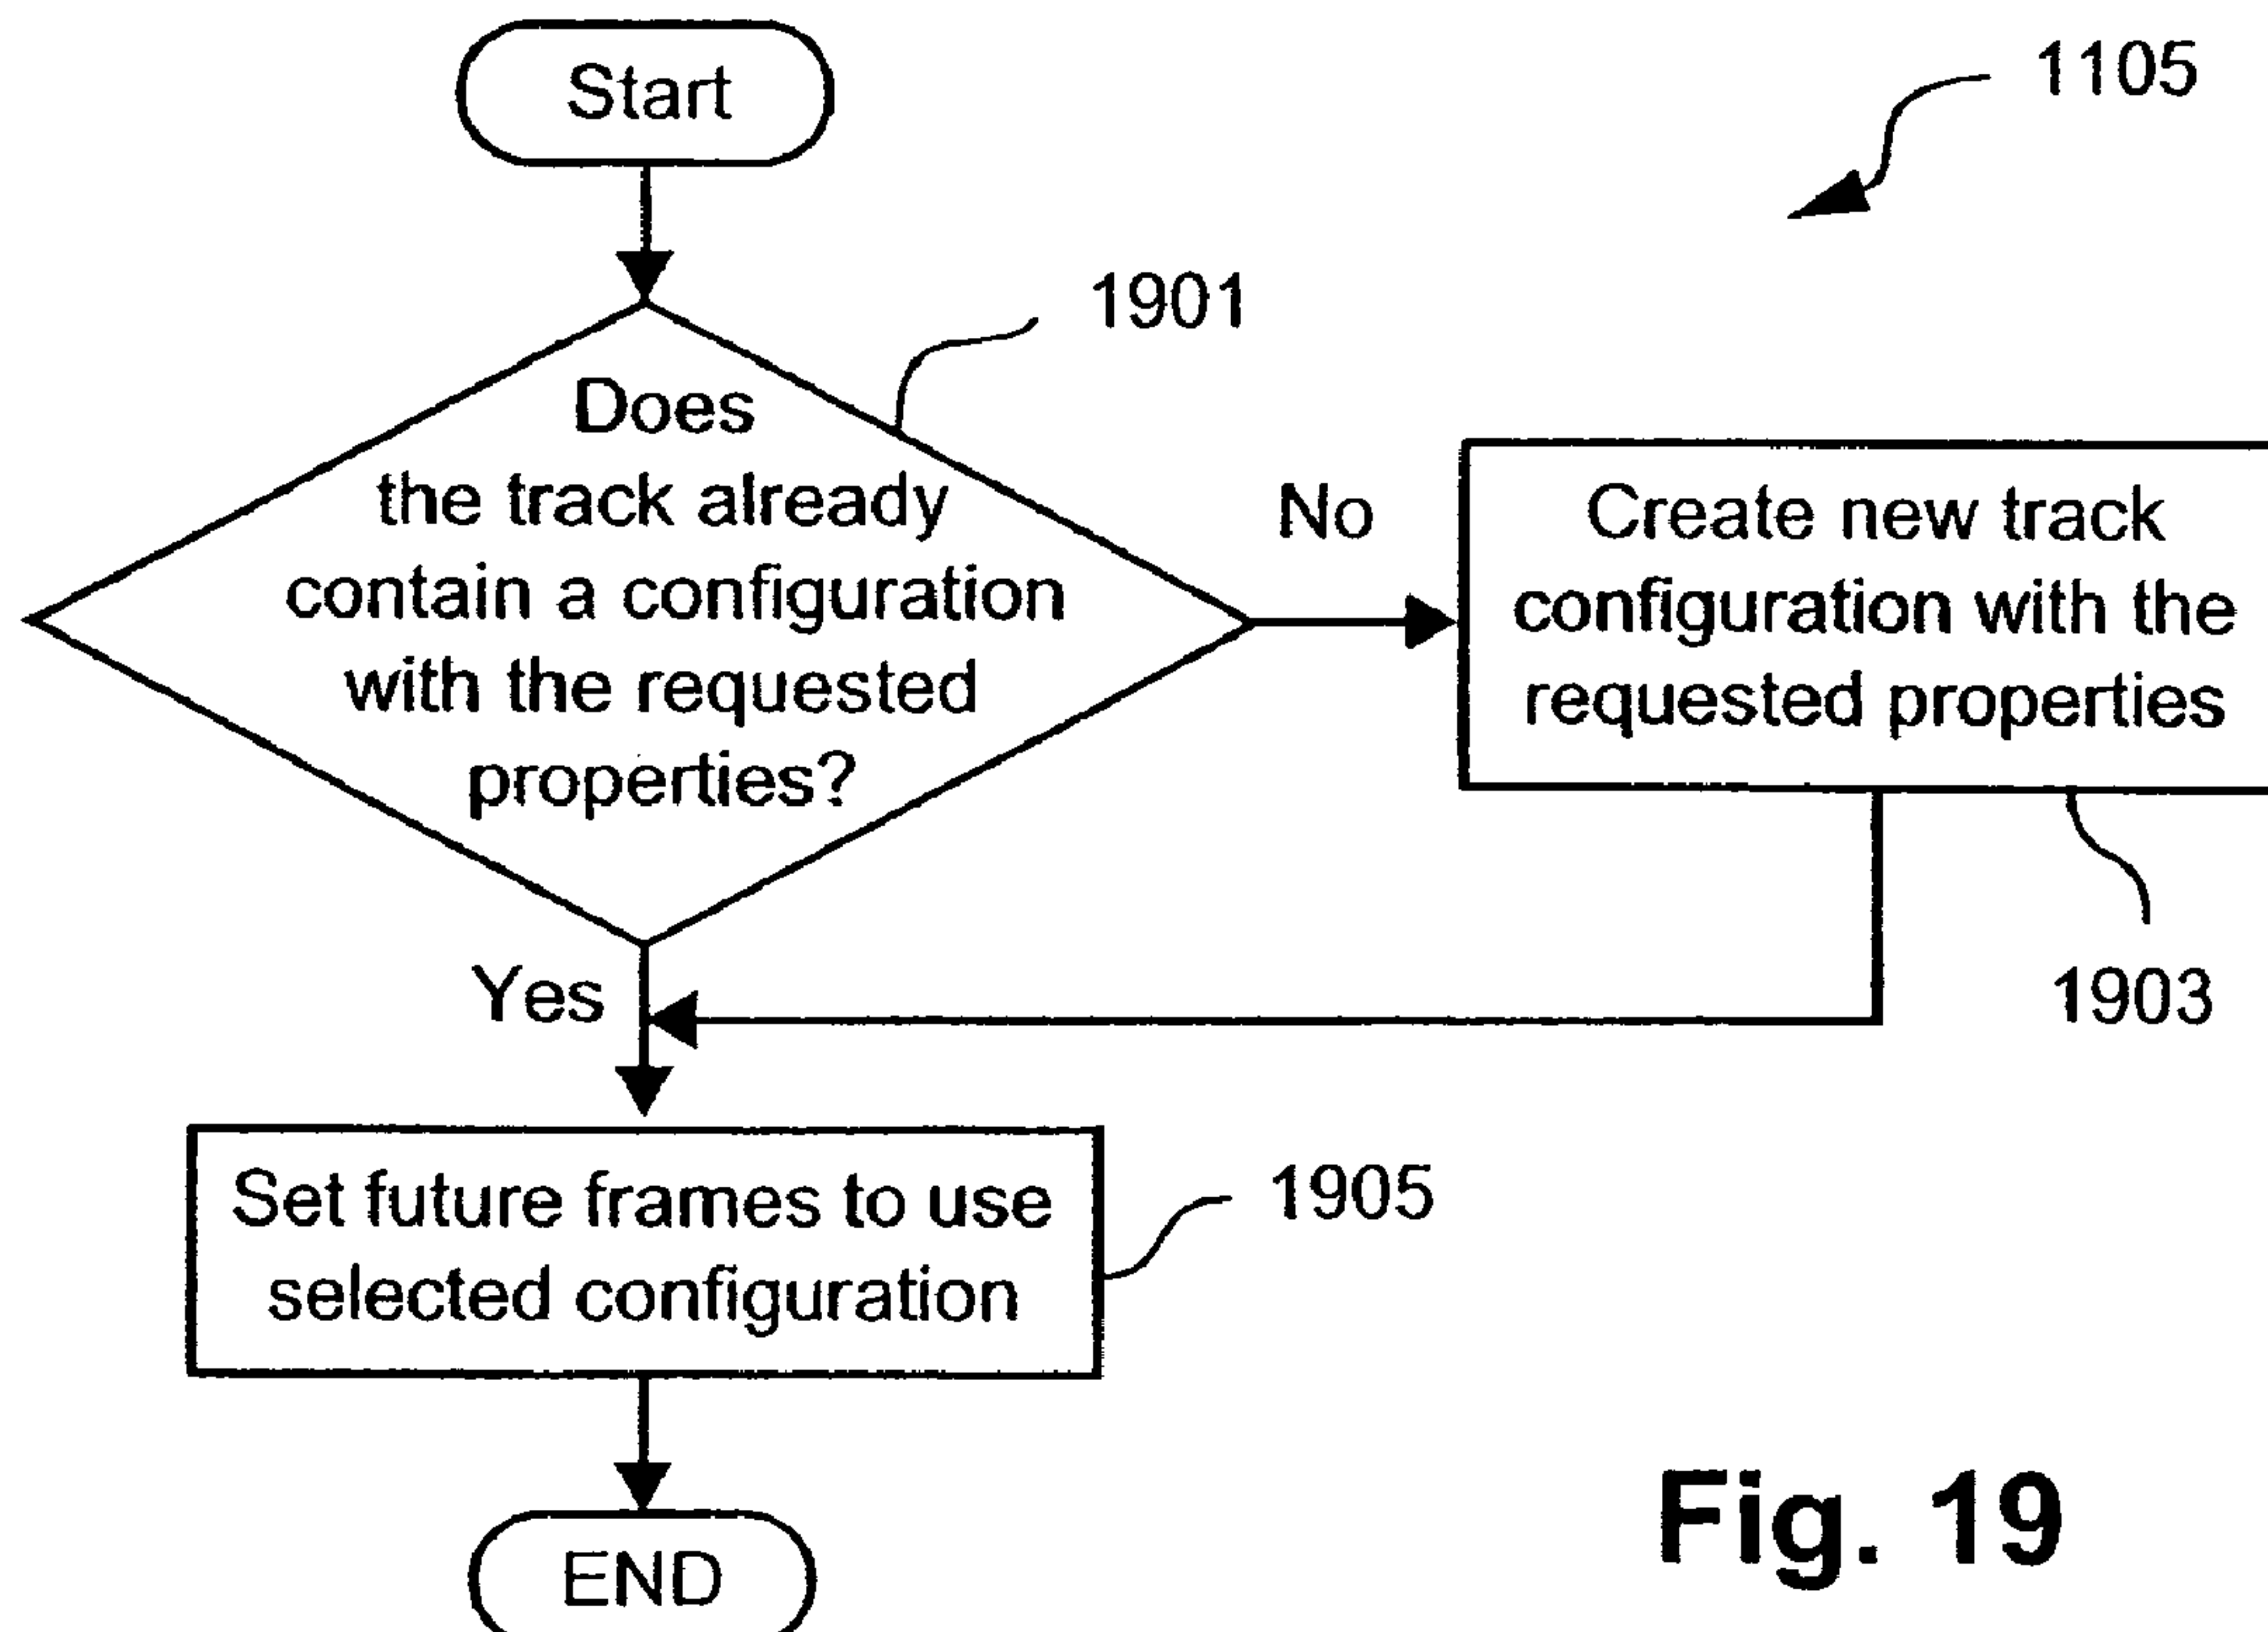 Start
1105
1901
Does
the track already
contain a configuration
with the requested
properties?
No
Create new track
configuration with the
requested properties
Yes
1903
Set future frames to use
selected configuration
1905
END
Fig. 19